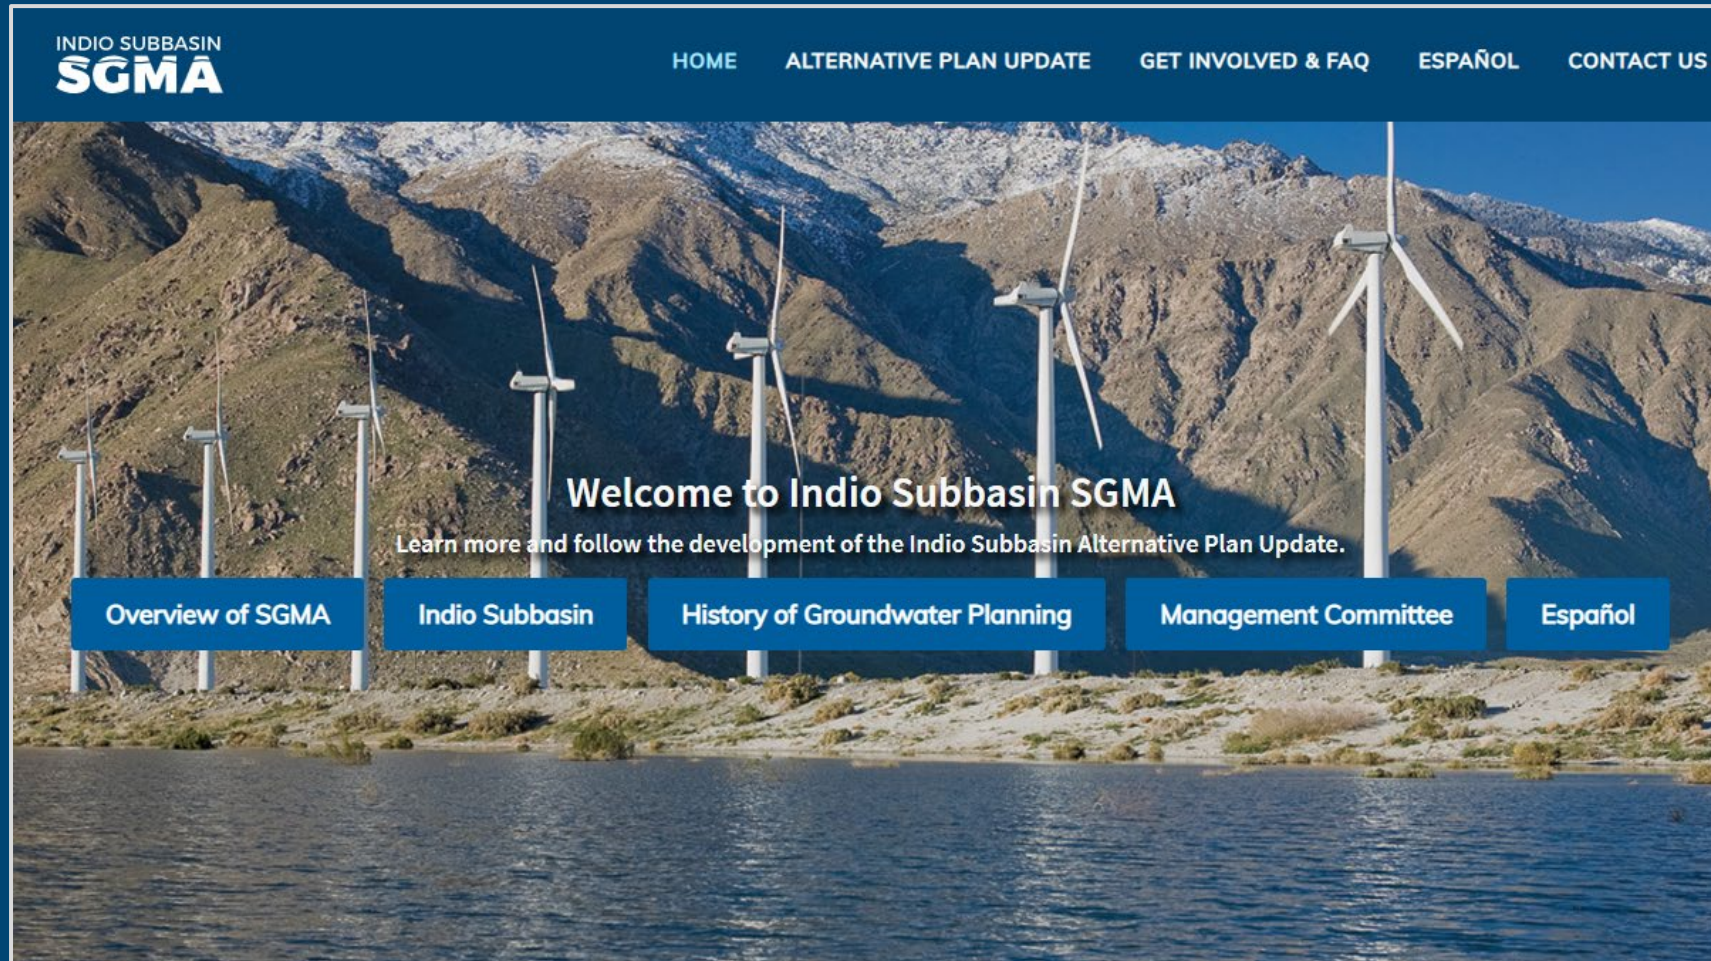 INDIO SUBBASIN
SGMA
HOME ALTERNATIVE PLAN UPDATE GET INVOLVED & FAQ ESPAÑOL CONTACT US
Welcome to Indio Subbasin SGMA
Learn more and follow the development of the Indio Subbasin Alternative Plan Update.
Overview of SGMA Indio Subbasin History of Groundwater Planning Management Committee Español